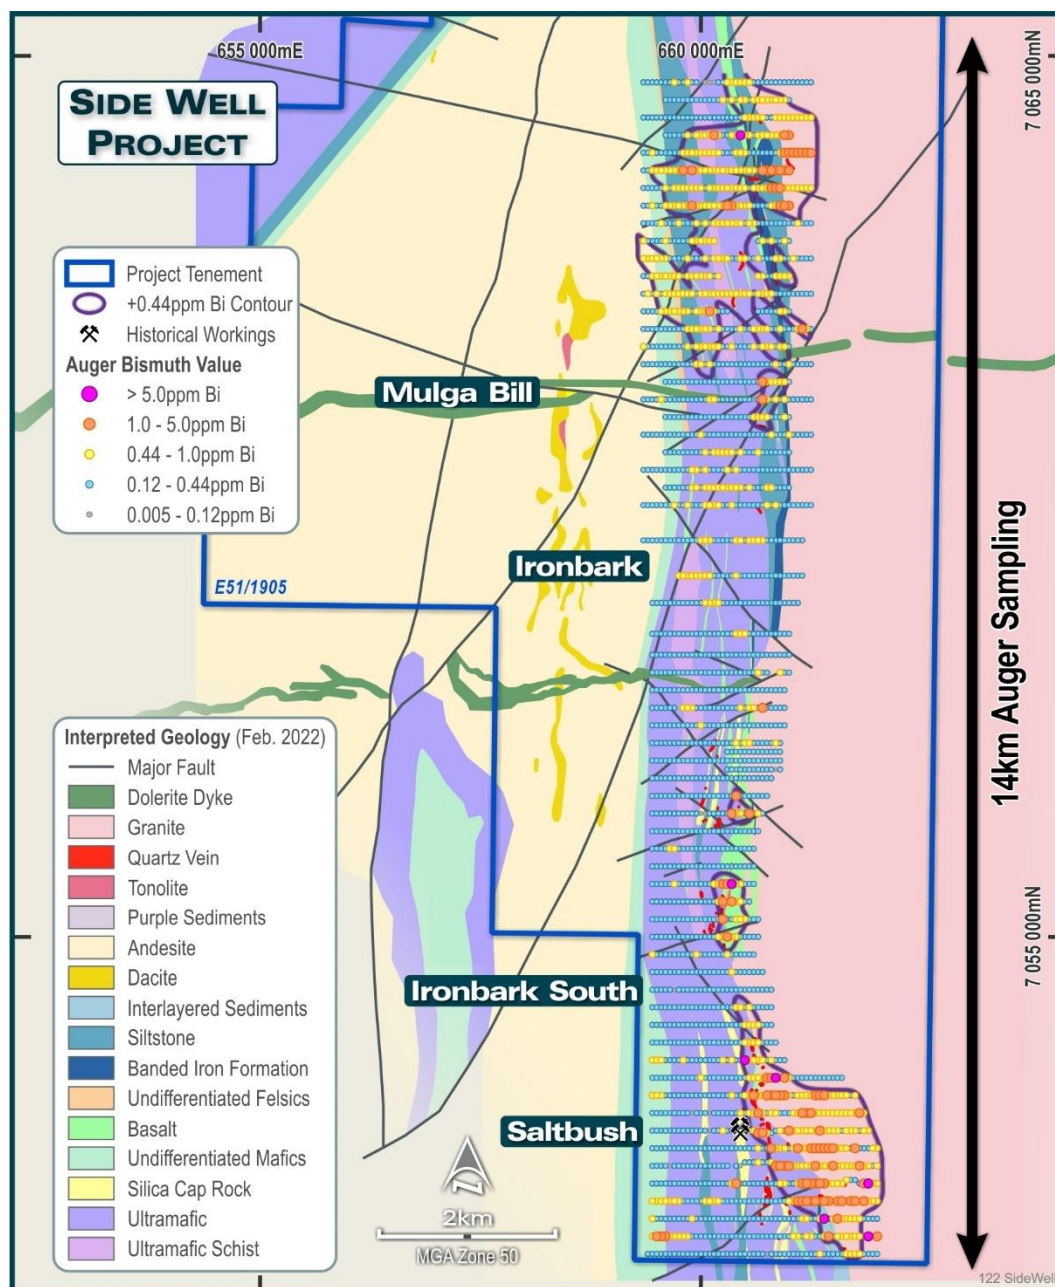 655 000mE
660 000mE
7 065 000mN
SIDE WELL
PROJECT
Project Tenement
+0.44ppm Bi Contour
Historical Workings
Auger Bismuth Value
> 5.0ppm Bi
1.0 - 5.0ppm Bi
0.44 - 1.0ppm Bi
0.12 - 0.44ppm Bi
0.005 - 0.12ppm Bi
Mulga Bill
Ironbark
E51/1905
14km Auger Sampling
Interpreted Geology (Feb. 2022)
Major Fault
Dolerite Dyke
Granite
Quartz Vein
Tonolite
Purple Sediments
Andesite
Dacite
Interlayered Sediments
Siltstone
Banded Iron Formation
Undifferentiated Felsics
Basalt
Undifferentiated Mafics
Silica Cap Rock
Ultramafic
Ultramafic Schist
7 055 000mN
Ironbark South
Saltbush
N
2km
MGA Zone 50
122 SideWell